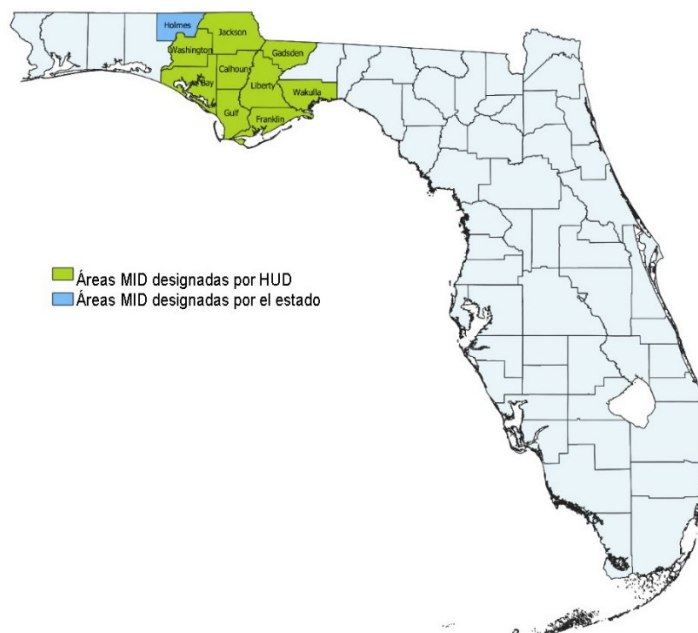 Holmes
Jackson
Washington
Gadsden
Calhoun
Bay
Liberty
Wakulla
Gulf
Franklin
Áreas MID designadas por HUD
Áreas MID designadas por el estado